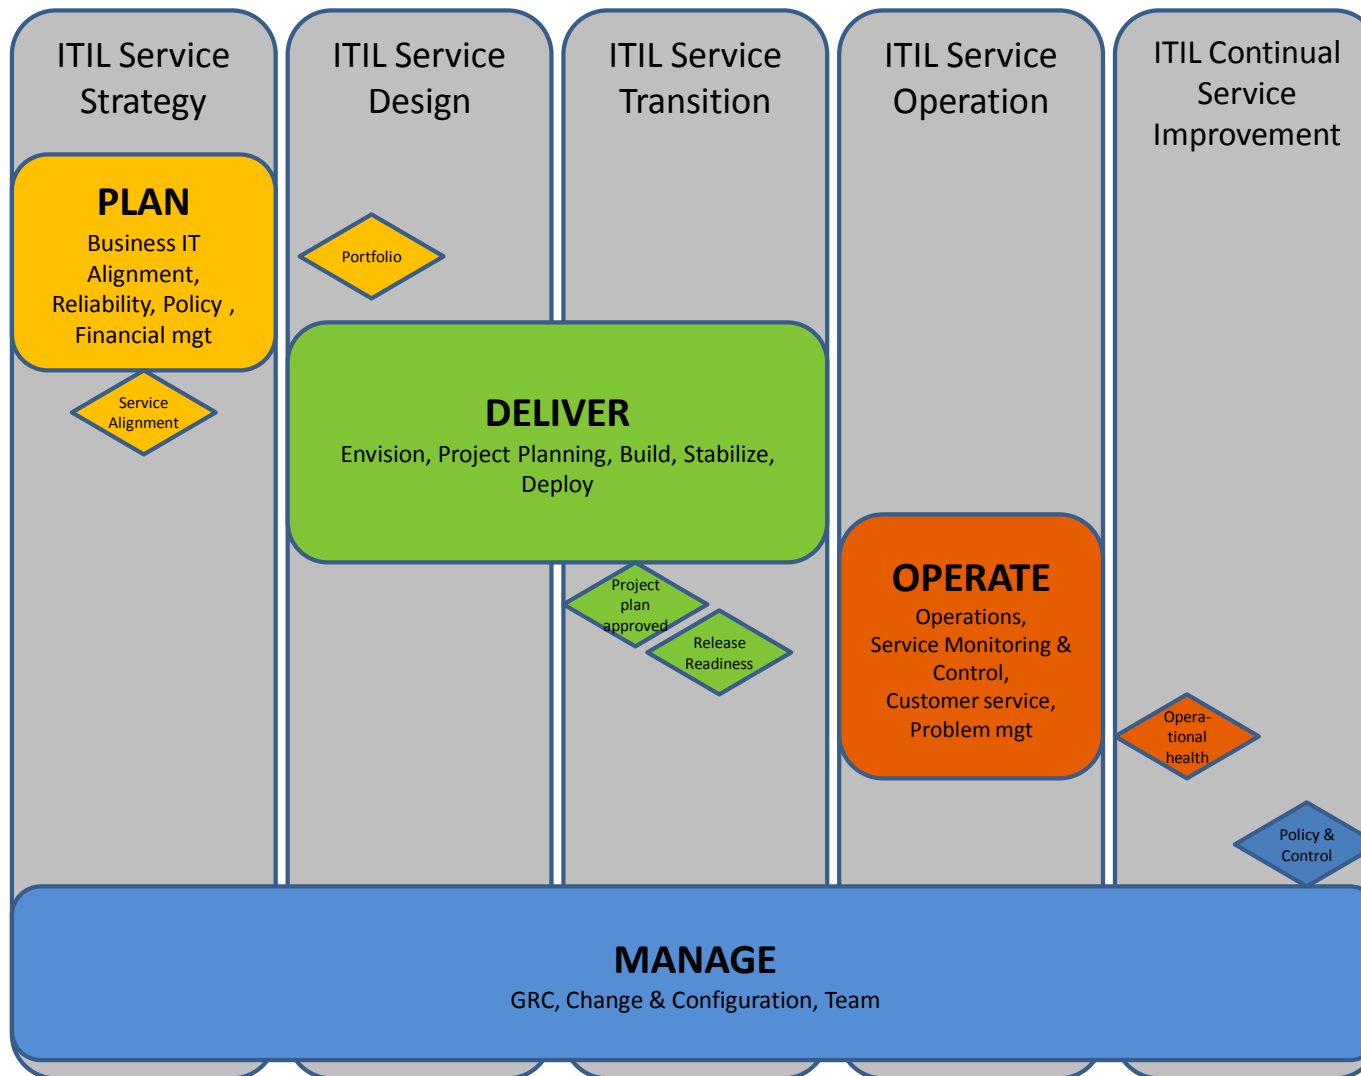 ITIL Service
Strategy
ITIL Service
Design
ITIL Service
Transition
ITIL Service
Operation
ITIL Continual
Service
Improvement
PLAN
Business IT
Alignment,
Reliability, Policy ,
Financial mgt
Portfolio
Service
Alignment
DELIVER
Envision, Project Planning, Build, Stabilize,
Deploy
Project
plan
approved
Release
Readiness
OPERATE
Operations,
Service Monitoring &
Control,
Customer service,
Problem mgt
Opera-
tional
health
Policy &
Control
MANAGE
GRC, Change & Configuration, Team